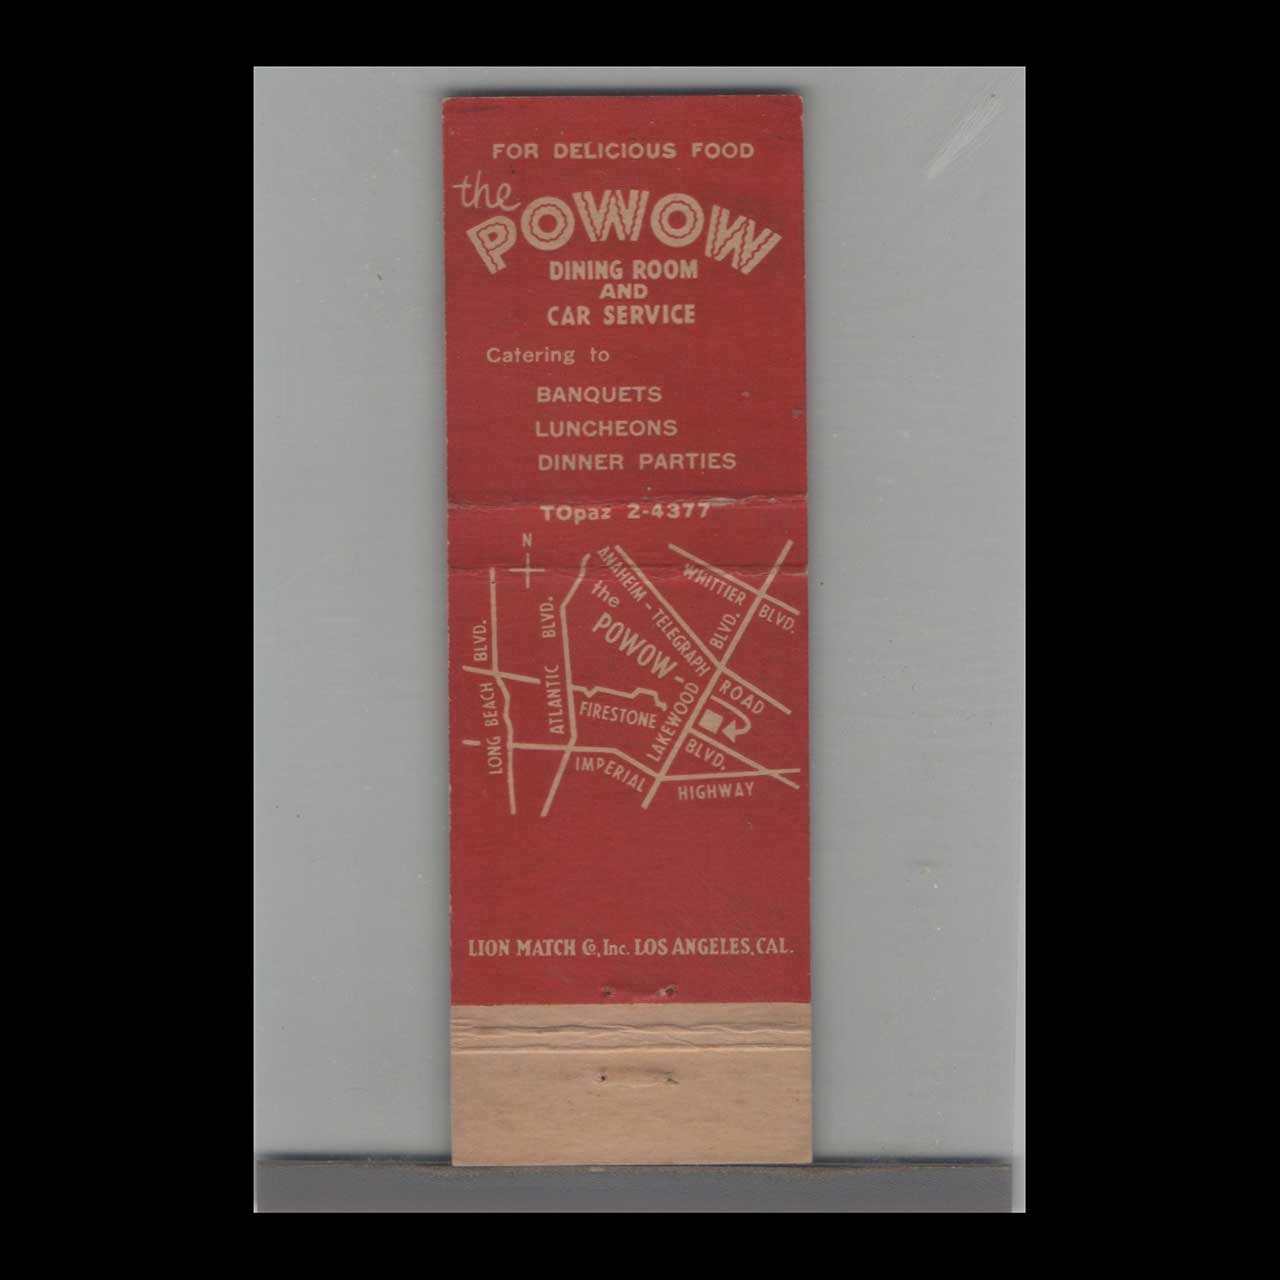 FOR DELICIOUS FOOD
the
POWOW
DINING ROOM
AND
CAR SERVICE
Catering to
BANQUETS
LUNCHEONS
DINNER PARTIES
TOpaz 2-4377
N
ANAHEIM - TELEGRAPH ROAD
WHITTIER BLVD.
the
POWOW-
LAKEWOOD BLVD.
LONG BEACH BLVD.
ATLANTIC BLVD.
FIRESTONE BLVD.
IMPERIAL HIGHWAY
LION MATCH Co., Inc. LOS ANGELES, CAL.